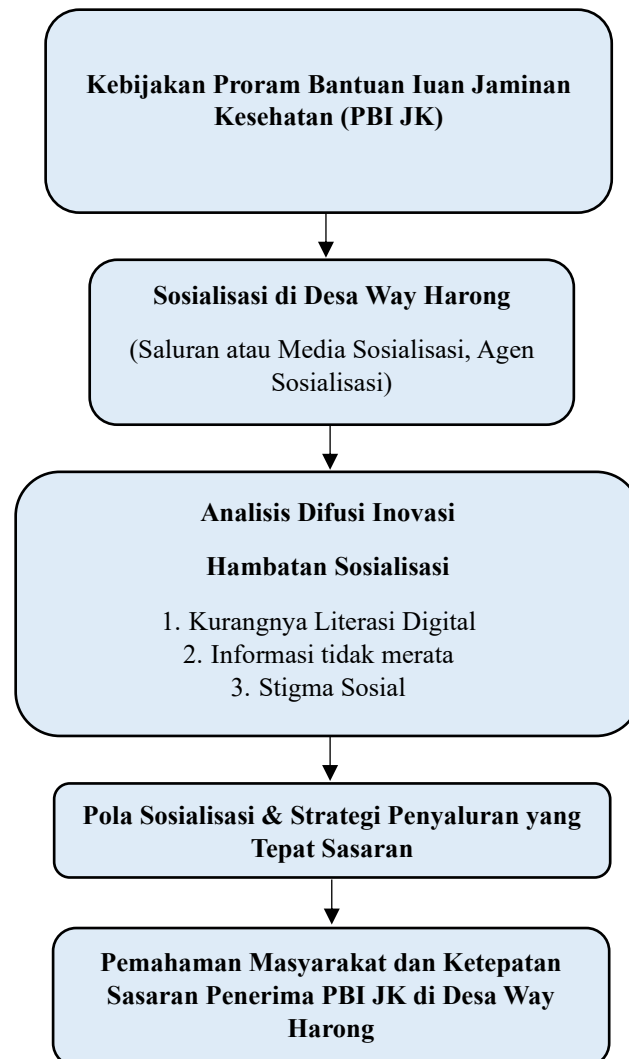 Kebijakan Proram Bantuan Iuan Jaminan
Kesehatan (PBI JK)
Sosialisasi di Desa Way Harong
(Saluran atau Media Sosialisasi, Agen
Sosialisasi)
Analisis Difusi Inovasi
Hambatan Sosialisasi
1. Kurangnya Literasi Digital
2. Informasi tidak merata
3. Stigma Sosial
Pola Sosialisasi & Strategi Penyaluran yang
Tepat Sasaran
Pemahaman Masyarakat dan Ketepatan
Sasaran Penerima PBI JK di Desa Way
Harong